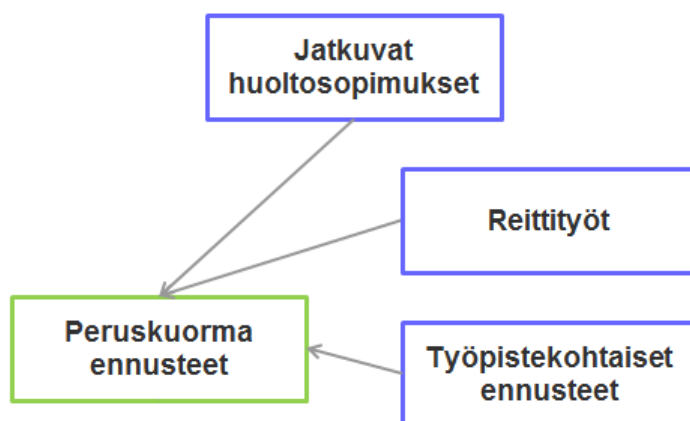 Jatkuvat
huoltosopimukset
Reittityöt
Peruskuorma
ennusteet
Työpistekohtaiset
ennusteet